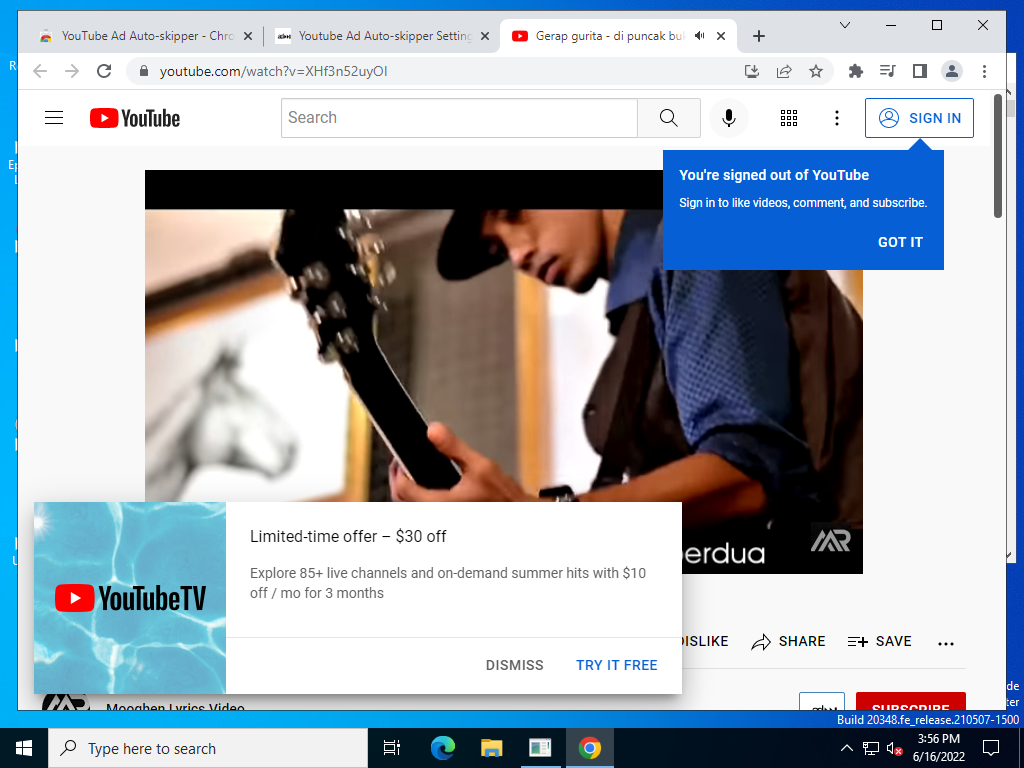 YouTube Ad Auto-skipper - Chro
Youtube Ad Auto-skipper Setting
Gerap gurita - di puncak buk
youtube.com/watch?v=XHf3n52uyOI
YouTube
Search
SIGN IN
You're signed out of YouTube
Sign in to like videos, comment, and subscribe.
GOT IT
erdua
MR
YouTubeTV
Limited-time offer – $30 off
Explore 85+ live channels and on-demand summer hits with $10
off / mo for 3 months
DISMISS
TRY IT FREE
DISLIKE
SHARE
SAVE
Mooghen Lyrics Video
SUBSCRIBE
Build 20348.fe_release.210507-1500
Type here to search
3:56 PM
6/16/2022